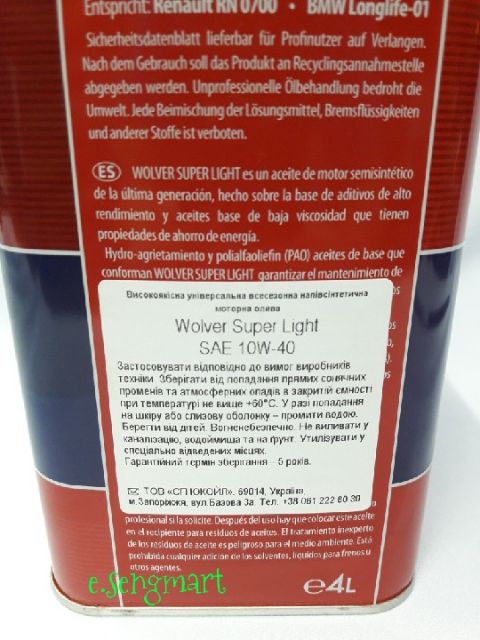 Entspricht: Renault RN 0700 • BMW Longlife-01
Sicherheitsdatenblatt lieferbar für Profinutzer auf Verlangen.
Nach dem Gebrauch soll das Produkt an Recyclingsannahmestelle
abgegeben werden. Unprofessionelle Ölbehandlung bedroht die
Umwelt. Jede Beimischung der Lösungsmittel, Bremsflüssigkeiten
und anderer Stoffe ist verboten.
ES WOLVER SUPER LIGHT es un aceite de motor semisintético
de la última generación, hecho sobre la base de aditivos de alto
rendimiento y aceites base de baja viscosidad que tienen
propiedades de ahorro de energía.
Hydro-agrietamiento y polialfaoliefin (PAO) aceites de base que
conforman WOLVER SUPER LIGHT garantizar el mantenimiento de
Високоякісна універсальна всесезонна напівсинтетична
моторна олива
Wolver Super Light
SAE 10W-40
Застосовувати відповідно до вимог виробників
техніки. Зберігати від попадання прямих сонячних
променів та атмосферних опадів в закритій ємності
при температурі не вище +60°С. У разі попадання
на шкіру або слизову оболонку – промити водою.
Берегти від дітей. Вогненебезпечно. Не виливати у
каналізацію, водоймища та на ґрунт. Утилізувати у
спеціально відведених місцях.
Гарантійний термін зберігання – 5 років.
ТОВ 69014, Україна,
м.Запоріжжя, вул.Базова 3а. Тел. +38 061 222 60 30
profesional si la solicite. Después del uso hay que colocar este aceite
en el recipiente para residuos de aceites. El tratamiento inexperto
de los residuos de aceite es peligroso para el medio ambiente. Está
prohibida cualquier adición de los solventes, líquidos para frenos u
otros agentes.
e.Sengmart
e4L